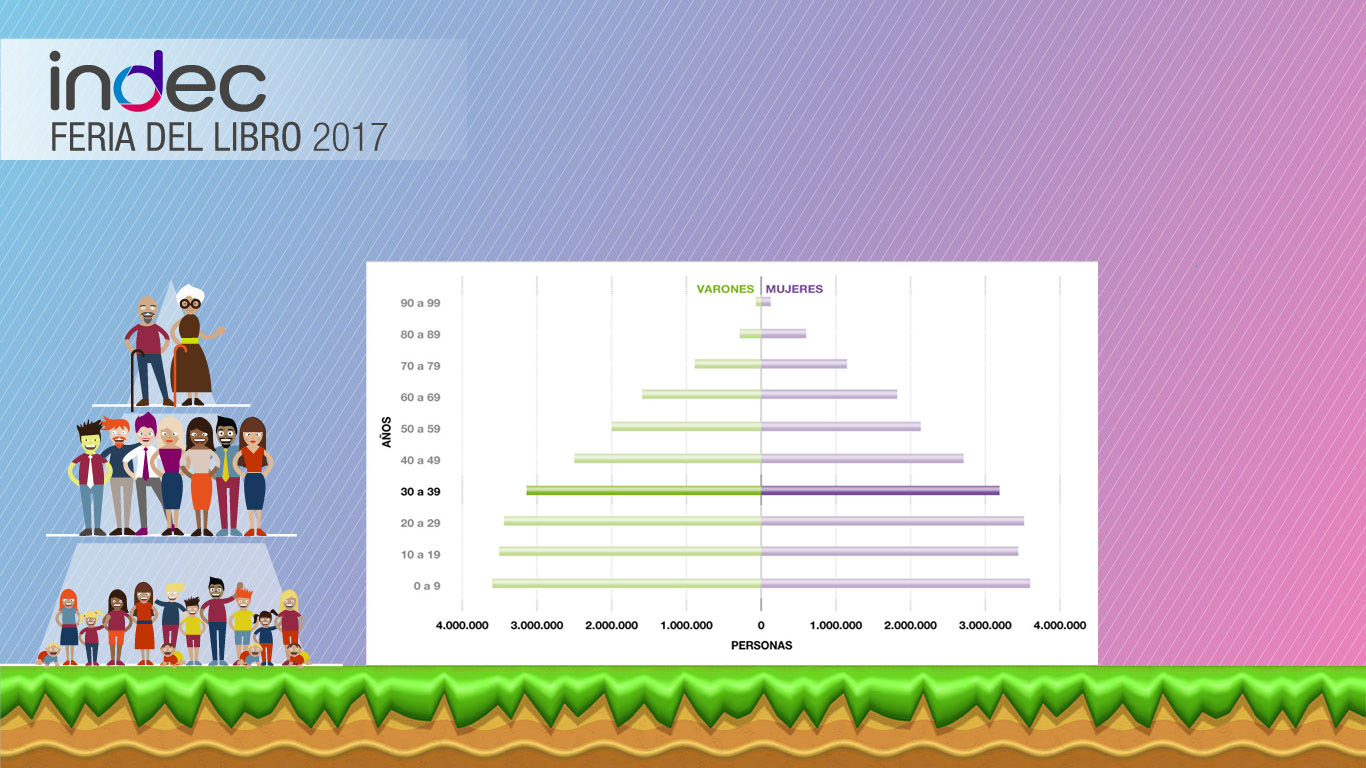 indec
FERIA DEL LIBRO 2017
VARONES MUJERES
90 a 99
80 a 89
70 a 79
60 a 69
50 a 59
40 a 49
30 a 39
20 a 29
10 a 19
0 a 9
AÑOS
4.000.000 3.000.000 2.000.000 1.000.000 0 1.000.000 2.000.000 3.000.000 4.000.000
PERSONAS